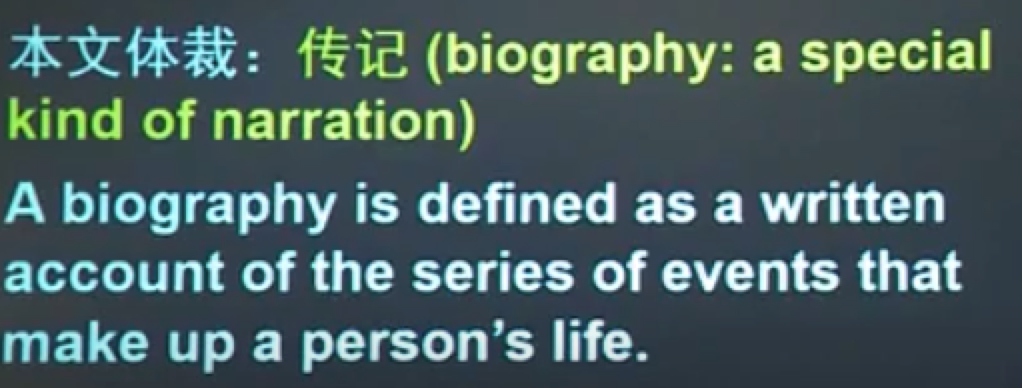 本文体裁：传记 (biography: a special
kind of narration)
A biography is defined as a written
account of the series of events that
make up a person’s life.